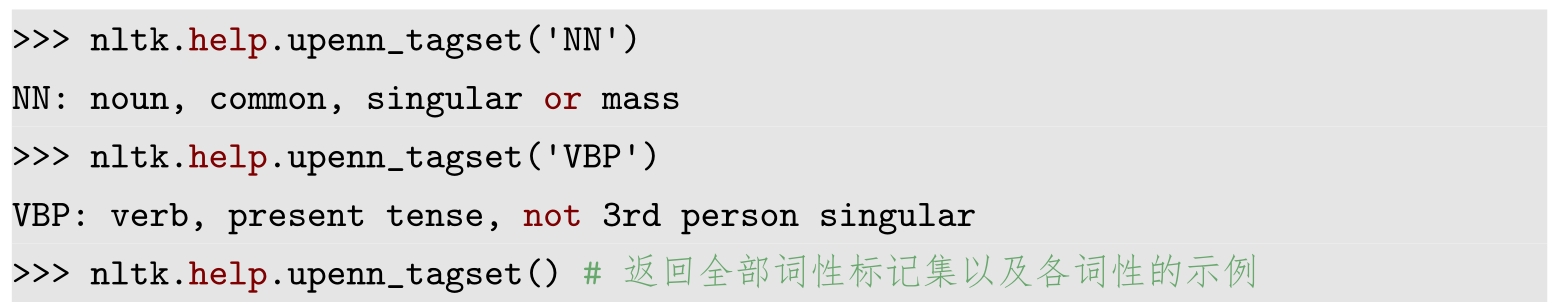 >>> nltk.help.upenn_tagset('NN')
NN: noun, common, singular or mass
>>> nltk.help.upenn_tagset('VBP')
VBP: verb, present tense, not 3rd person singular
>>> nltk.help.upenn_tagset() # 返回全部词性标记集以及各词性的示例